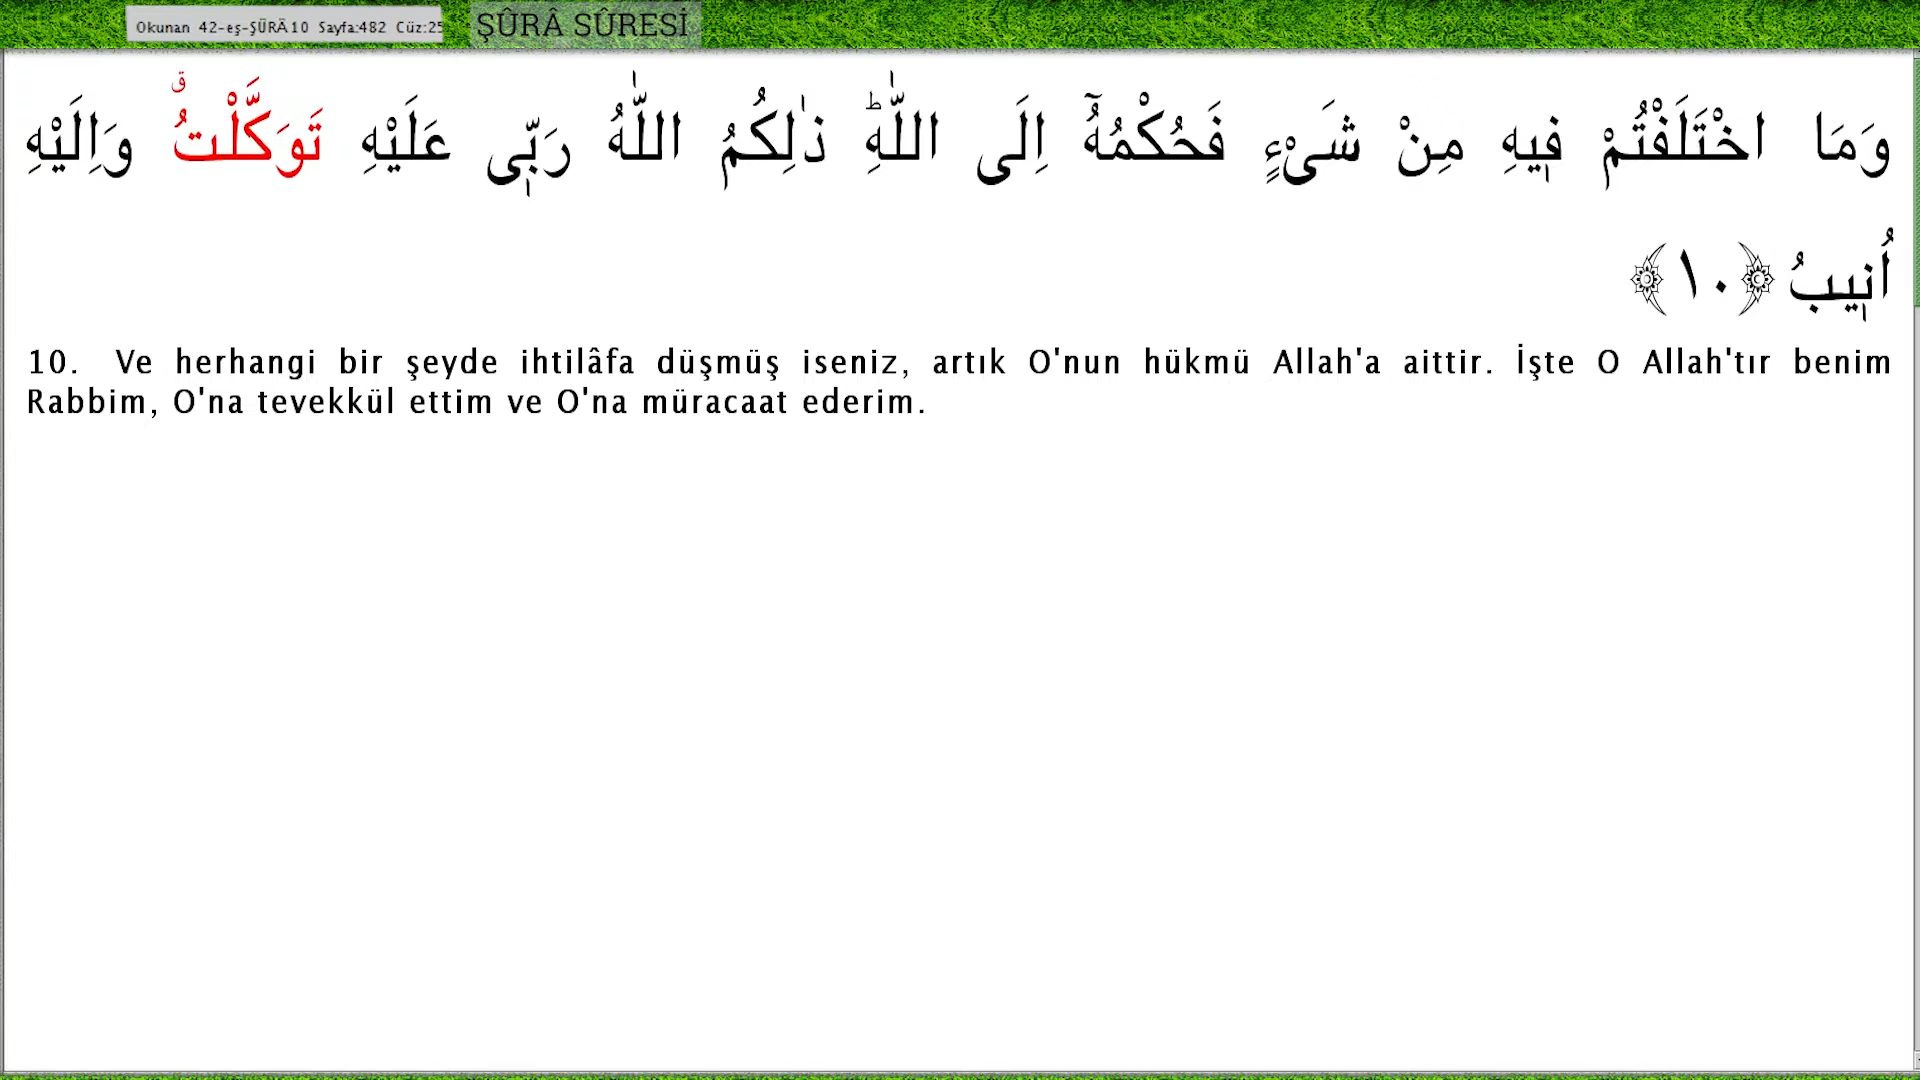 Okunan 42-eş-ŞÛRÂ10 Sayfa:482 Cüz:25
ŞÛRÂ SÛRESİ
وَمَا اخْتَلَفْتُمْ ف۪يهِ مِنْ شَیْءٍ فَحُكْمُهُٓ اِلَى اللّٰهِؕ ذٰلِكُمُ اللّٰهُ رَبّ۪ى عَلَيْهِ تَوَكَّلْتُۗ وَاِلَيْهِ
اُن۪يبُ ﴿١٠﴾
10. Ve herhangi bir şeyde ihtilâfa düşmüş iseniz, artık O'nun hükmü Allah'a aittir. İşte O Allah'tır benim
Rabbim, O'na tevekkül ettim ve O'na müracaat ederim.